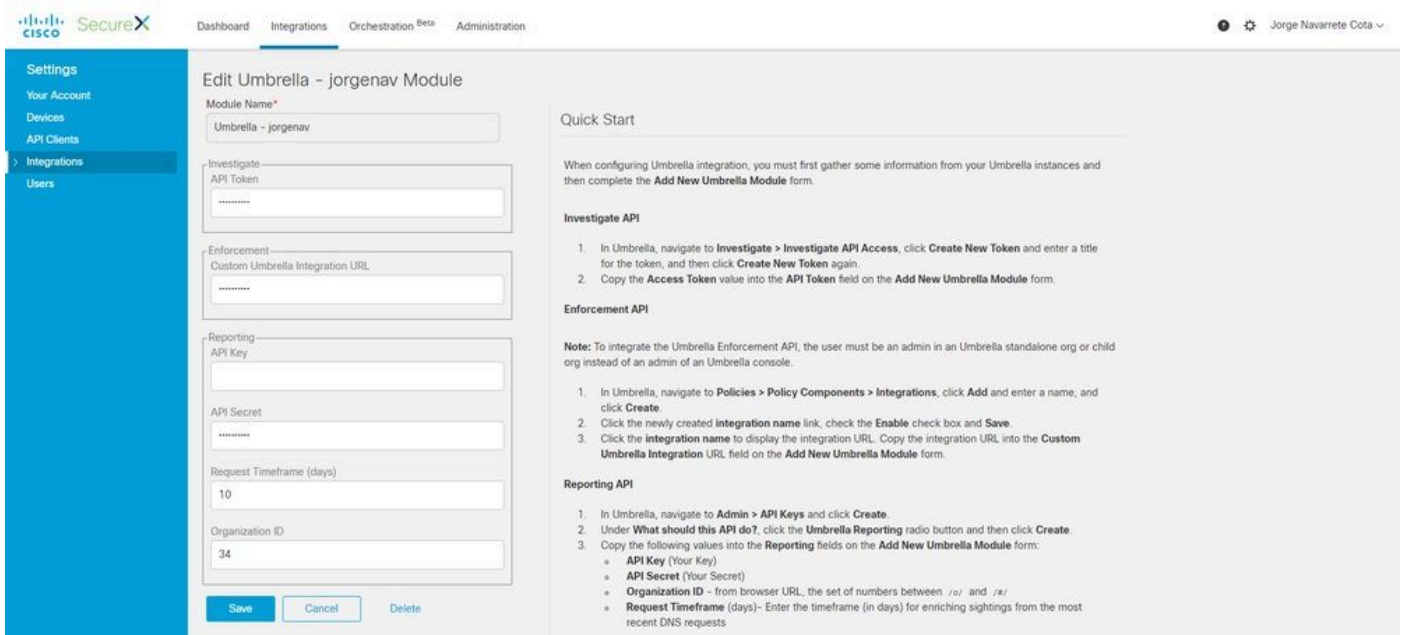 CISCO
SecureX
Dashboard
Integrations
Orchestration Beta
Administration
Jorge Navarrete Cota
Settings
Your Account
Devices
API Clients
Integrations
Users
Edit Umbrella - jorgenav Module
Module Name*
Umbrella - jorgenav
Investigate
API Token
Enforcement
Custom Umbrella Integration URL
Reporting
API Key
API Secret
Request Timeframe (days)
10
Organization ID
34
Save
Cancel
Delete
Quick Start
When configuring Umbrella integration, you must first gather some information from your Umbrella instances and
then complete the Add New Umbrella Module form.
Investigate API
1. In Umbrella, navigate to Investigate > Investigate API Access, click Create New Token and enter a title
for the token, and then click Create New Token again.
2. Copy the Access Token value into the API Token field on the Add New Umbrella Module form.
Enforcement API
Note: To integrate the Umbrella Enforcement API, the user must be an admin in an Umbrella standalone org or child
org instead of an admin of an Umbrella console.
1. In Umbrella, navigate to Policies > Policy Components > Integrations, click Add and enter a name, and
click Create.
2. Click the newly created integration name link, check the Enable check box and Save.
3. Click the integration name to display the integration URL. Copy the integration URL into the Custom
Umbrella Integration URL field on the Add New Umbrella Module form.
Reporting API
1. In Umbrella, navigate to Admin > API Keys and click Create.
2. Under What should this API do?, click the Umbrella Reporting radio button and then click Create.
3. Copy the following values into the Reporting fields on the Add New Umbrella Module form:
API Key (Your Key)
API Secret (Your Secret)
Organization ID - from browser URL, the set of numbers between /o/ and /#/
Request Timeframe (days)- Enter the timeframe (in days) for enriching sightings from the most
recent DNS requests